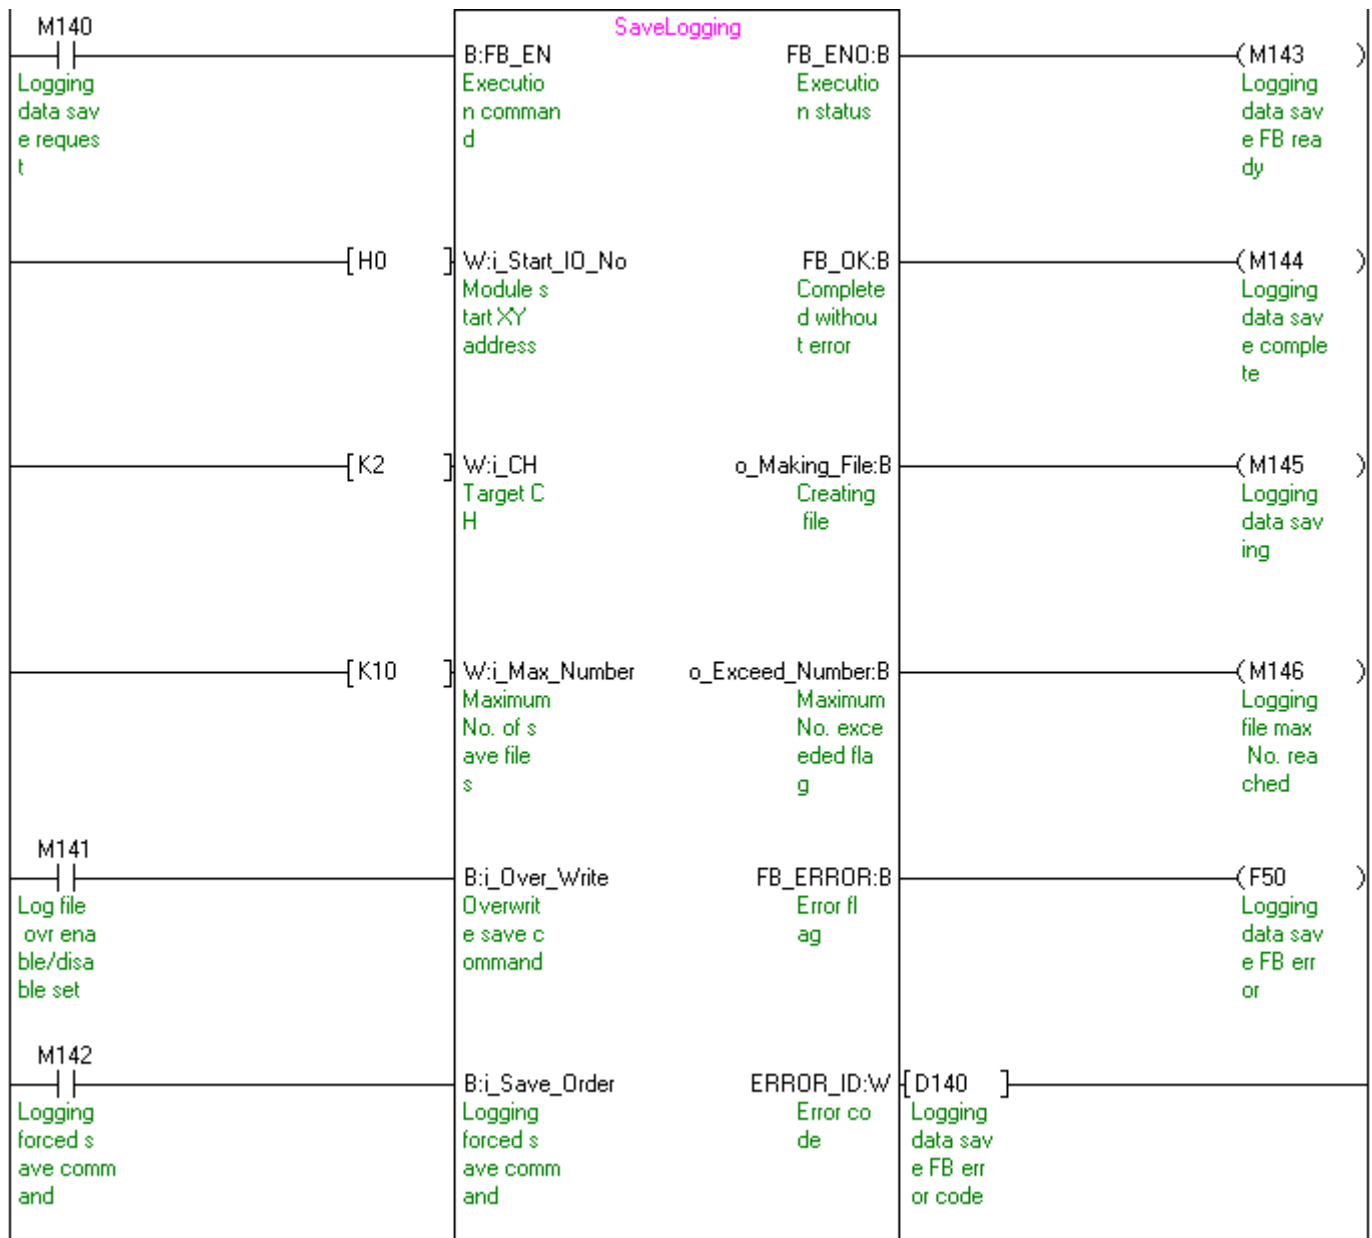 M140
SaveLogging
B:FB_EN
FB_ENO:B
(M143 )
Logging
data sav
e reques
t
Executio
n comman
d
Executio
n status
Logging
data sav
e FB rea
dy
[H0 ]
W:i_Start_IO_No
FB_OK:B
(M144 )
Module s
tart XY
address
Complete
d withou
t error
Logging
data sav
e comple
te
[K2 ]
W:i_CH
o_Making_File:B
(M145 )
Target C
H
Creating
file
Logging
data sav
ing
[K10 ]
W:i_Max_Number
o_Exceed_Number:B
(M146 )
Maximum
No. of s
ave file
s
Maximum
No. exce
eded fla
g
Logging
file max
No. rea
ched
M141
B:i_Over_Write
FB_ERROR:B
(F50 )
Log file
ovr ena
ble/disa
ble set
Overwrit
e save c
ommand
Error fl
ag
Logging
data sav
e FB err
or
M142
B:i_Save_Order
ERROR_ID:W
[D140 ]
Logging
forced s
ave comm
and
Logging
forced s
ave comm
and
Error co
de
Logging
data sav
e FB err
or code